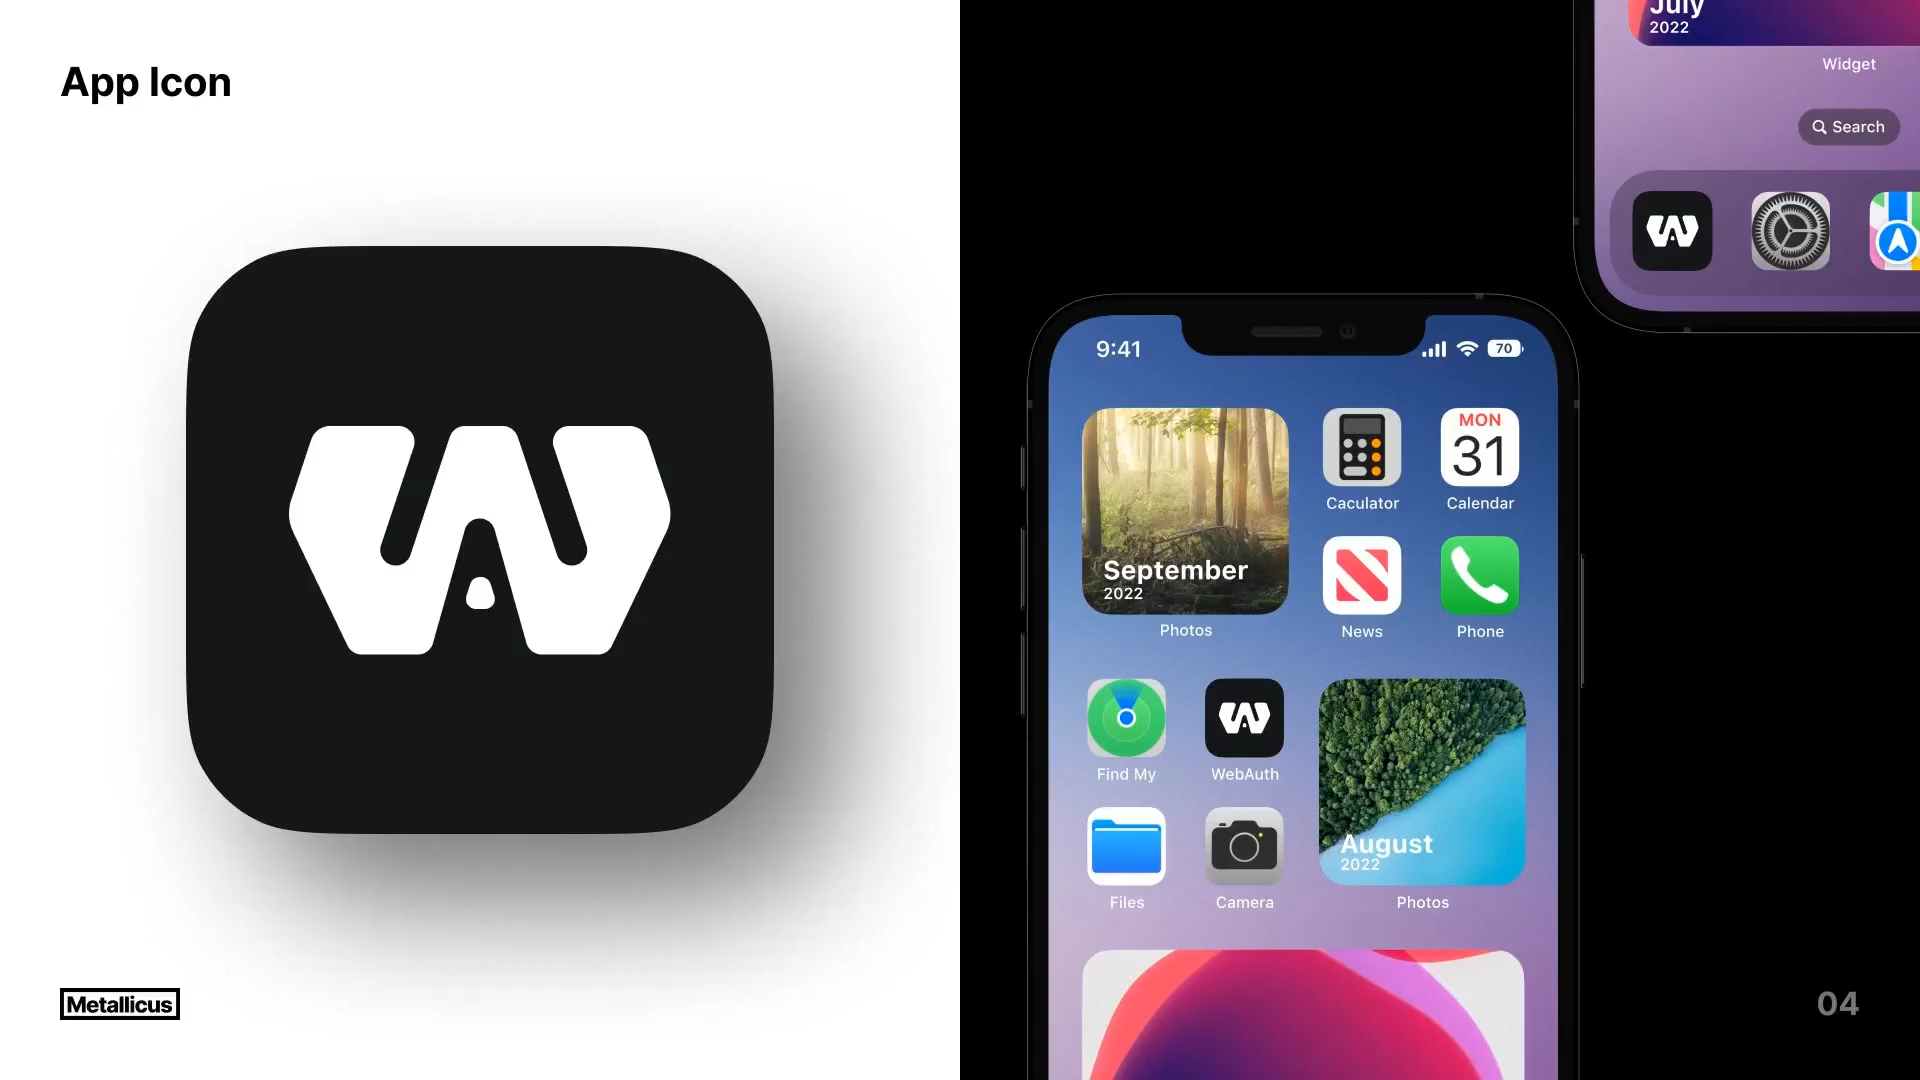 App Icon
Metallicus
July
2022
Widget
Search
9:41
70
September
2022
Photos
Caculator
MON
31
Calendar
News
Phone
Find My
WebAuth
August
2022
Photos
Files
Camera
04